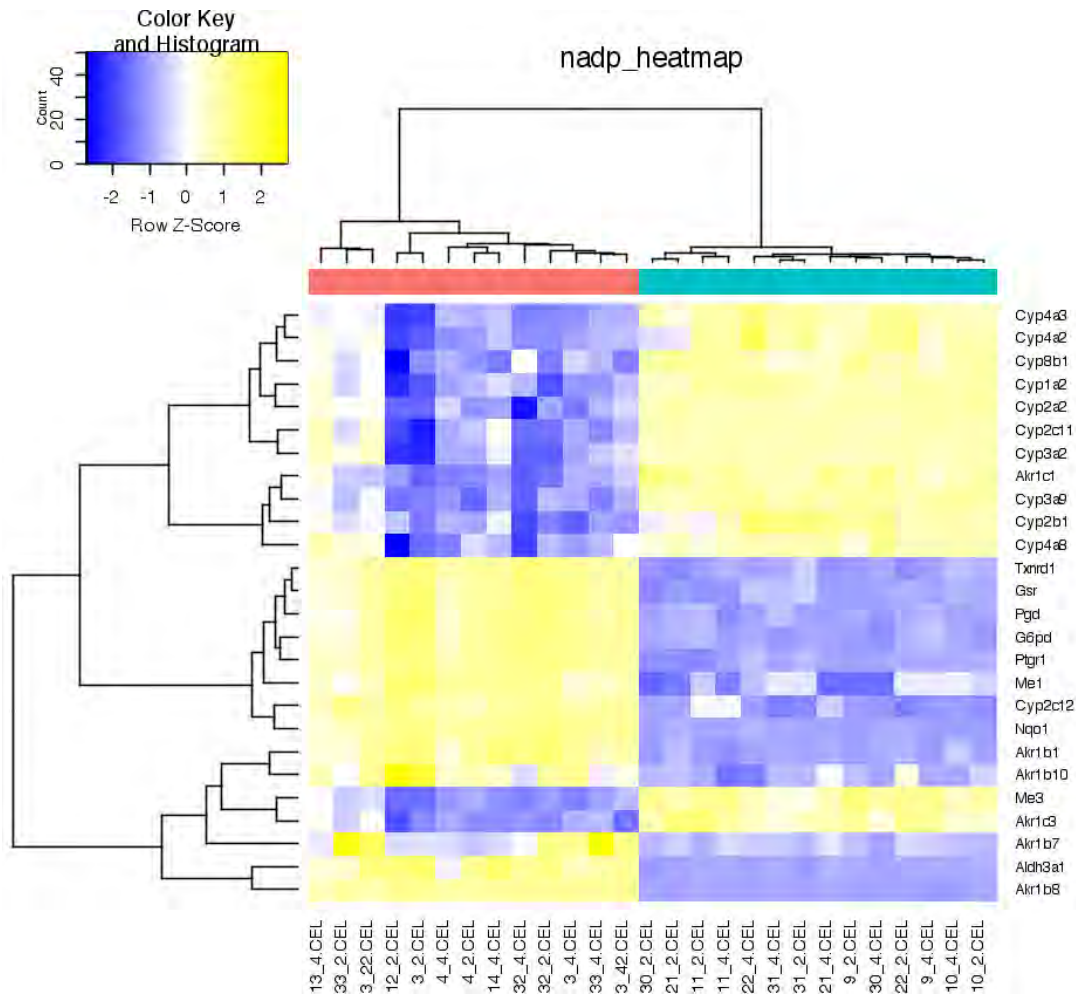 Color Key
and Histogram
Count
0 20 40
-2 -1 0 1 2
Row Z-Score
nadp_heatmap
Cyp4a3
Cyp4a2
Cyp8b1
Cyp1a2
Cyp2a2
Cyp2c11
Cyp3a2
Akr1c1
Cyp3a9
Cyp2b1
Cyp4a8
Txnrd1
Gsr
Pgd
G6pd
Ptgr1
Me1
Cyp2c12
Nqo1
Akr1b1
Akr1b10
Me3
Akr1c3
Akr1b7
Aldh3a1
Akr1b8
13_4.CEL
33_2.CEL
3_22.CEL
12_2.CEL
3_2.CEL
4_4.CEL
4_2.CEL
14_4.CEL
32_4.CEL
32_2.CEL
3_4.CEL
33_4.CEL
3_42.CEL
30_2.CEL
21_2.CEL
11_2.CEL
11_4.CEL
22_4.CEL
31_4.CEL
31_2.CEL
21_4.CEL
9_2.CEL
30_4.CEL
22_2.CEL
9_4.CEL
10_4.CEL
10_2.CEL